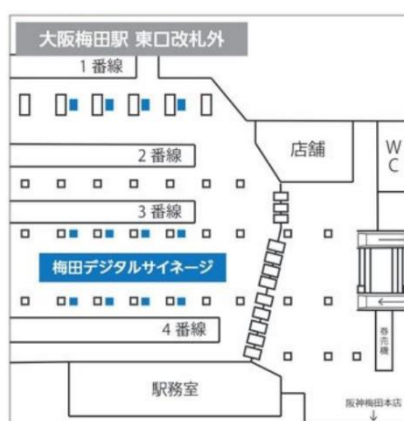 大阪梅田駅 東口改札外
1番線
2番線
店舗
WC
3番線
梅田デジタルサイネージ
4番線
券売機
駅務室
阪神梅田本店
↓